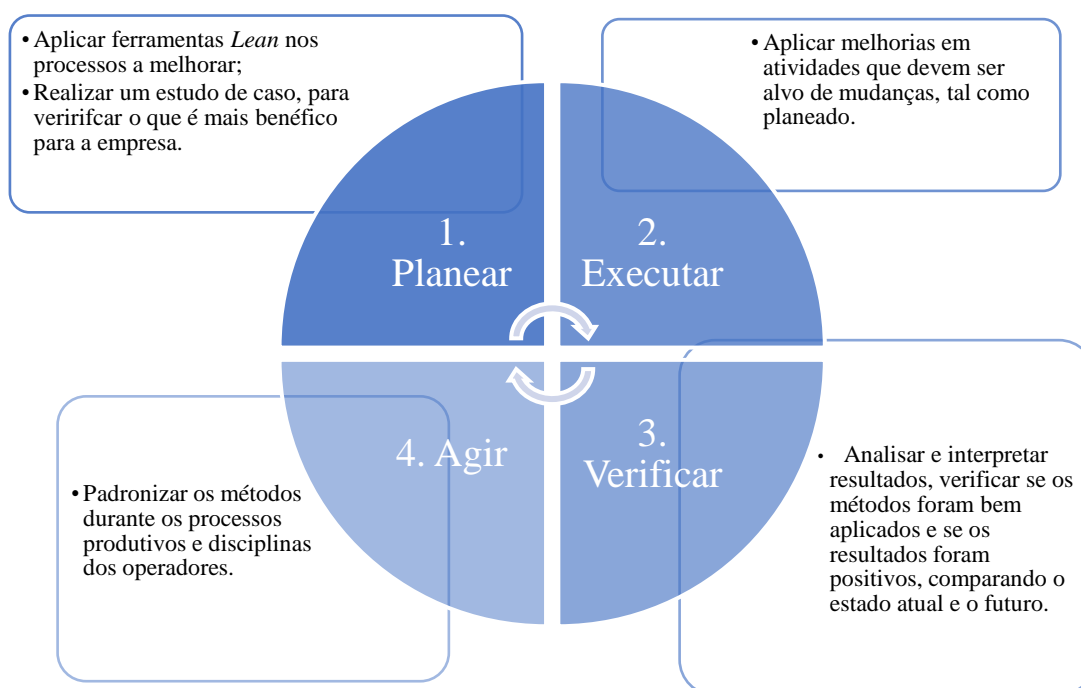 • Aplicar ferramentas Lean nos
processos a melhorar;
• Realizar um estudo de caso, para
veririfcar o que é mais benéfico
para a empresa.
• Aplicar melhorias em
atividades que devem ser
alvo de mudanças, tal como
planeado.
1.
Planear
2.
Executar
3.
Verificar
4. Agir
• Analisar e interpretar
resultados, verificar se os
métodos foram bem
aplicados e se os
resultados foram
positivos, comparando o
estado atual e o futuro.
• Padronizar os métodos
durante os processos
produtivos e disciplinas
dos operadores.